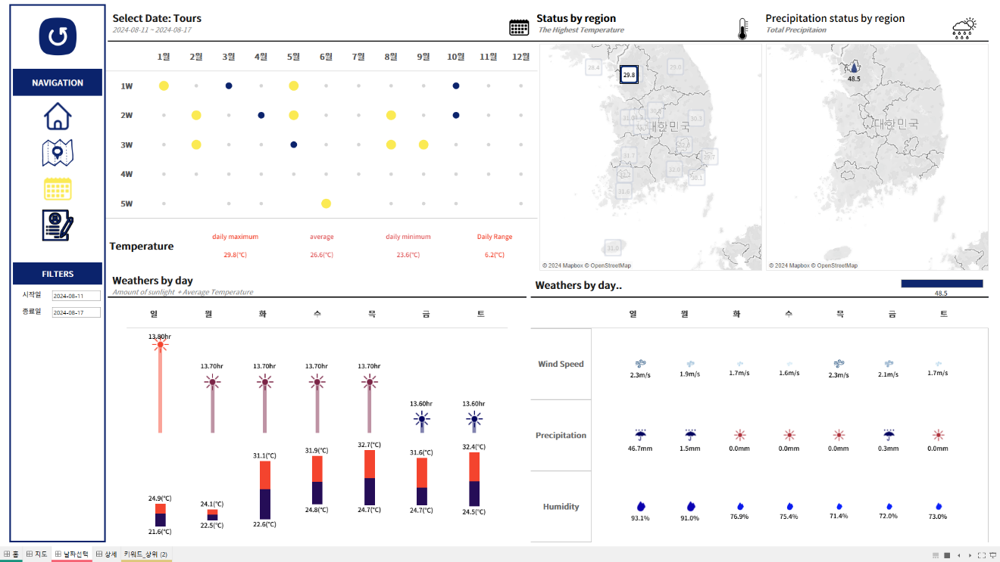 Select Date: Tours
2024-08-11 ~ 2024-08-17
Status by region
The Highest Temperature
Precipitation status by region
Total Precipitaion
NAVIGATION
FILTERS
시작일 2024-08-11
종료일 2024-08-17
1월 2월 3월 4월 5월 6월 7월 8월 9월 10월 11월 12월
1W
2W
3W
4W
5W
Temperature
daily maximum average daily minimum Daily Range
29.8(℃) 26.6(℃) 23.6(℃) 6.2(℃)
28.4
29.8
29.0
31.0
30.3
대한민국
31.7
32.0
30.1
31.6
31.0
© 2024 Mapbox © OpenStreetMap
48.5
대한민국
© 2024 Mapbox © OpenStreetMap
Weathers by day
Amount of sunlight + Average Temperature
일 월 화 수 목 금 토
13.80hr
13.70hr 13.70hr 13.70hr 13.70hr
13.60hr 13.60hr
24.9(℃) 24.1(℃) 31.1(℃) 31.9(℃) 32.7(℃) 31.6(℃) 32.4(℃)
21.6(℃) 22.5(℃) 22.6(℃) 24.8(℃) 24.7(℃) 24.7(℃) 24.5(℃)
Weathers by day..
48.5
일 월 화 수 목 금 토
Wind Speed
2.3m/s 1.9m/s 1.7m/s 1.6m/s 2.3m/s 2.1m/s 1.7m/s
Precipitation
46.7mm 1.5mm 0.0mm 0.0mm 0.0mm 0.3mm 0.0mm
Humidity
93.1% 91.0% 76.9% 75.4% 71.4% 72.0% 73.0%
홈 지도 날짜선택 상세 키워드_상위 (2)